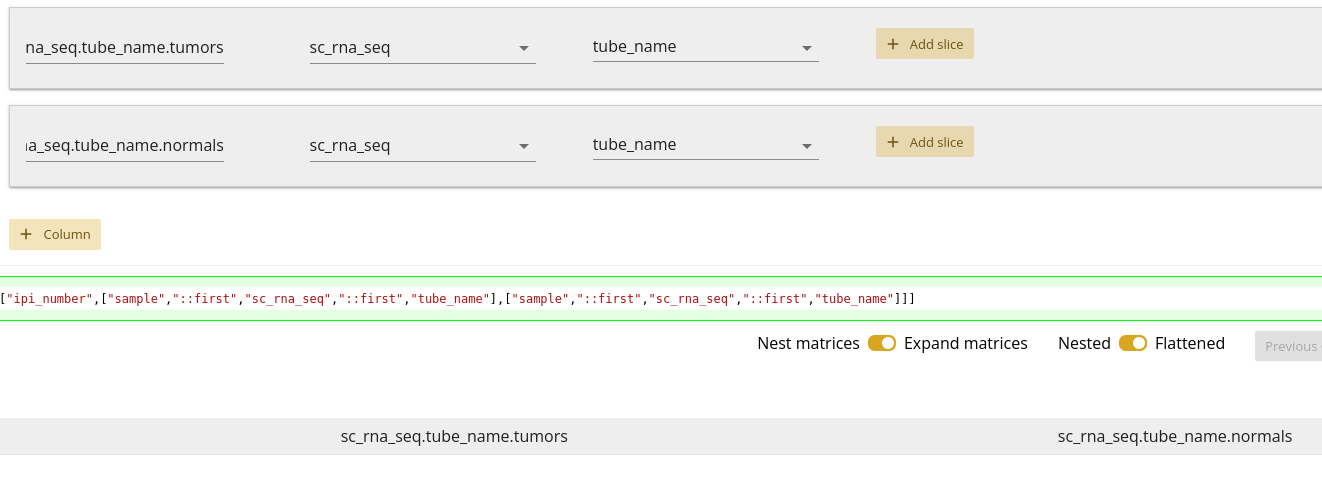 na_seq.tube_name.tumors sc_rna_seq tube_name + Add slice
a_seq.tube_name.normals sc_rna_seq tube_name + Add slice
+ Column
["ipi_number",["sample","::first","sc_rna_seq","::first","tube_name"],["sample","::first","sc_rna_seq","::first","tube_name"]]]
Nest matrices Expand matrices Nested Flattened Previous
sc_rna_seq.tube_name.tumors sc_rna_seq.tube_name.normals